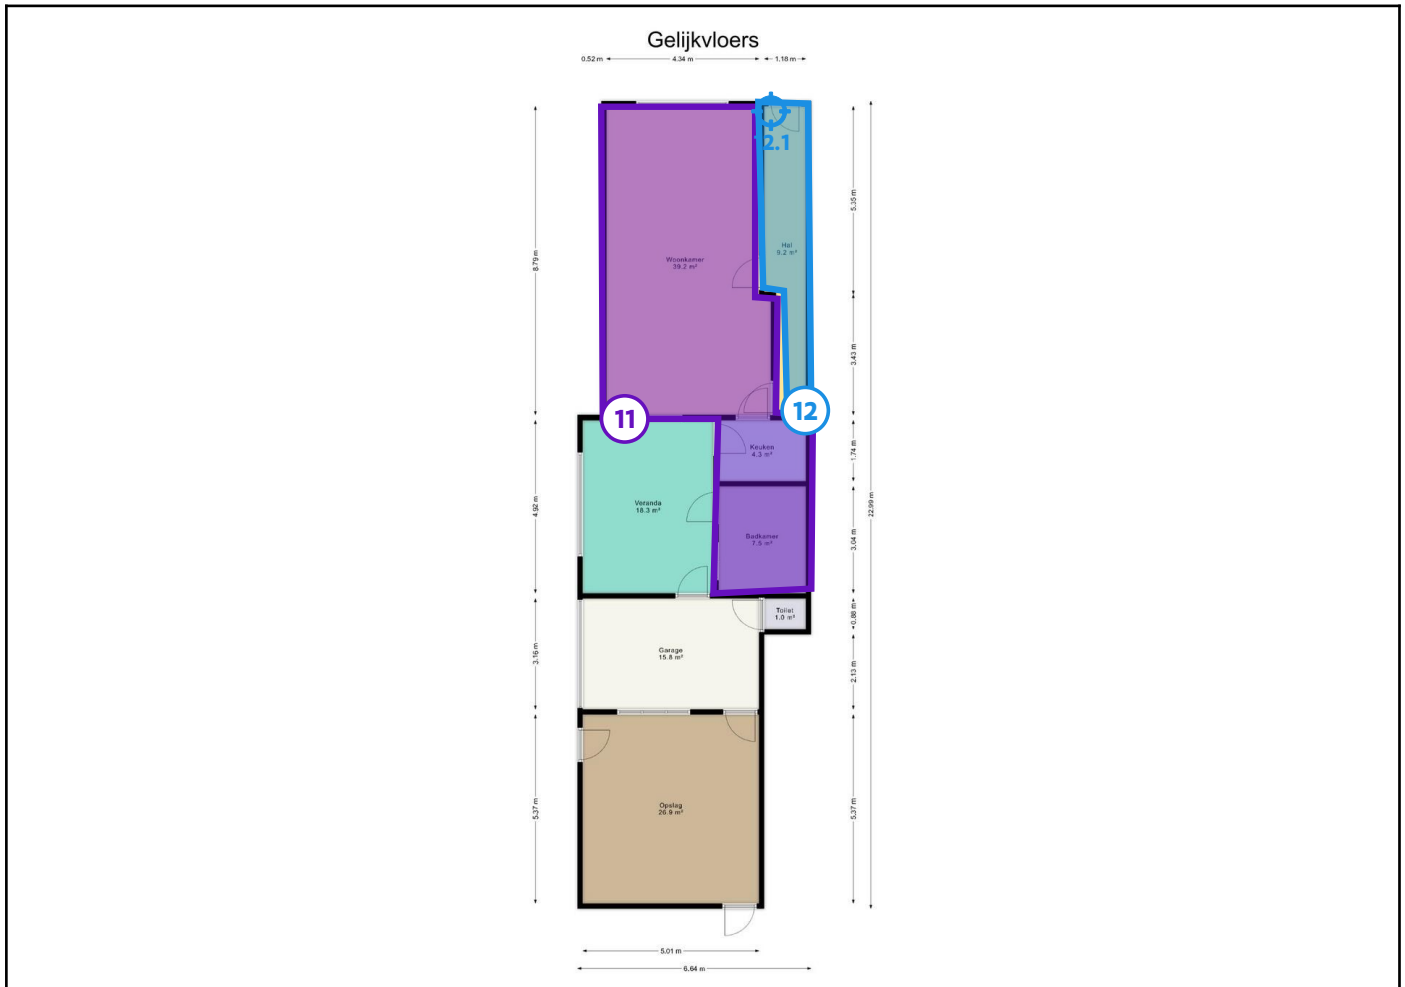 Gelijkvloers
0.52 m
4.34 m
1.18 m
2.1
8.79 m
5.35 m
Hal
9.2 m²
Woonkamer
39.2 m²
3.43 m
11
12
Keuken
4.3 m²
1.74 m
Veranda
18.3 m²
4.92 m
22.99 m
Badkamer
7.5 m²
3.04 m
Toilet
1.0 m²
0.88 m
Garage
15.8 m²
3.16 m
2.13 m
Opslag
26.9 m²
5.37 m
5.37 m
5.01 m
6.64 m